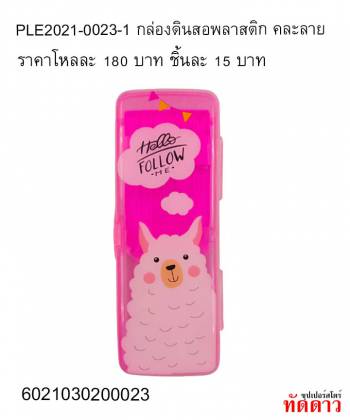 PLE2021-0023-1 กล่องดินสอพลาสติก คละลาย
ราคาโหลละ 180 บาท ชิ้นละ 15 บาท
Hello
FOLLOW
-ME-
6021030200023
ซุปเปอร์สโตร์
ทัดดาว